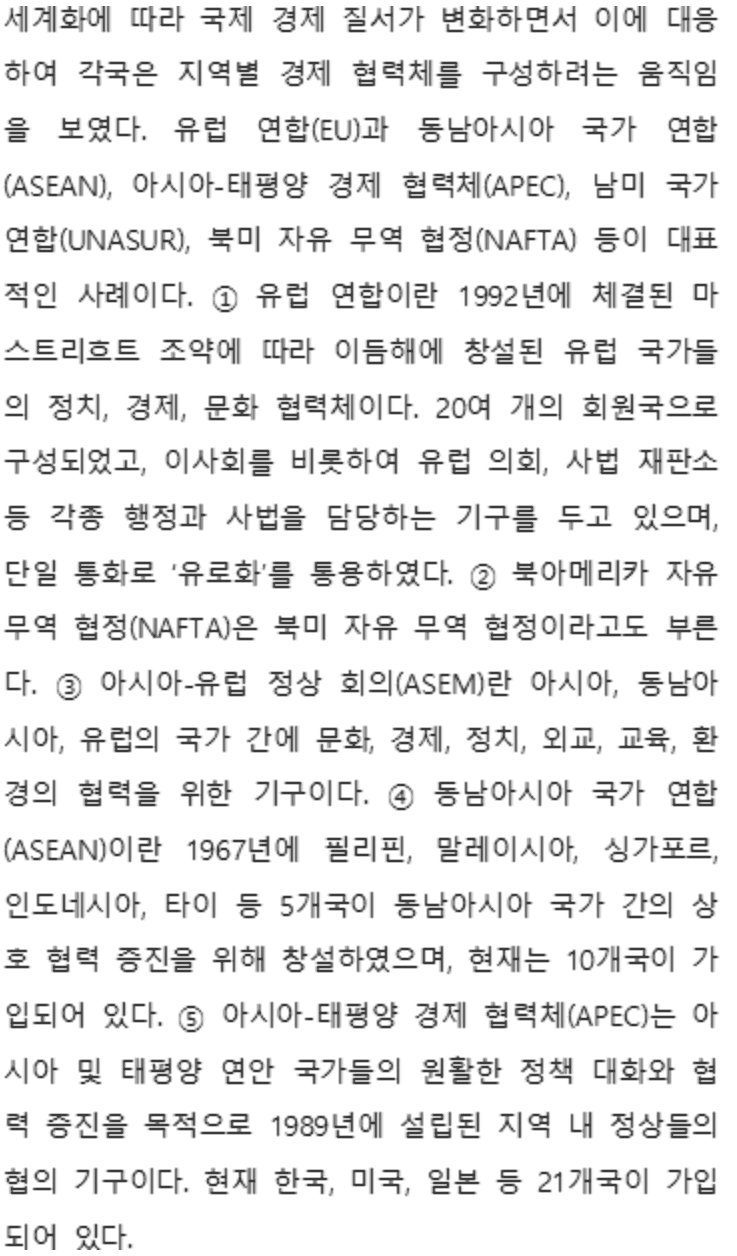 세계화에 따라 국제 경제 질서가 변화하면서 이에 대응
하여 각국은 지역별 경제 협력체를 구성하려는 움직임
을 보였다. 유럽 연합(EU)과 동남아시아 국가 연합
(ASEAN), 아시아-태평양 경제 협력체(APEC), 남미 국가
연합(UNASUR), 북미 자유 무역 협정(NAFTA) 등이 대표
적인 사례이다. ① 유럽 연합이란 1992년에 체결된 마
스트리흐트 조약에 따라 이듬해에 창설된 유럽 국가들
의 정치, 경제, 문화 협력체이다. 20여 개의 회원국으로
구성되었고, 이사회를 비롯하여 유럽 의회, 사법 재판소
등 각종 행정과 사법을 담당하는 기구를 두고 있으며,
단일 통화로 ‘유로화’를 통용하였다. ② 북아메리카 자유
무역 협정(NAFTA)은 북미 자유 무역 협정이라고도 부른
다. ③ 아시아-유럽 정상 회의(ASEM)란 아시아, 동남아
시아, 유럽의 국가 간에 문화, 경제, 정치, 외교, 교육, 환
경의 협력을 위한 기구이다. ④ 동남아시아 국가 연합
(ASEAN)이란 1967년에 필리핀, 말레이시아, 싱가포르,
인도네시아, 타이 등 5개국이 동남아시아 국가 간의 상
호 협력 증진을 위해 창설하였으며, 현재는 10개국이 가
입되어 있다. ⑤ 아시아-태평양 경제 협력체(APEC)는 아
시아 및 태평양 연안 국가들의 원활한 정책 대화와 협
력 증진을 목적으로 1989년에 설립된 지역 내 정상들의
협의 기구이다. 현재 한국, 미국, 일본 등 21개국이 가입
되어 있다.